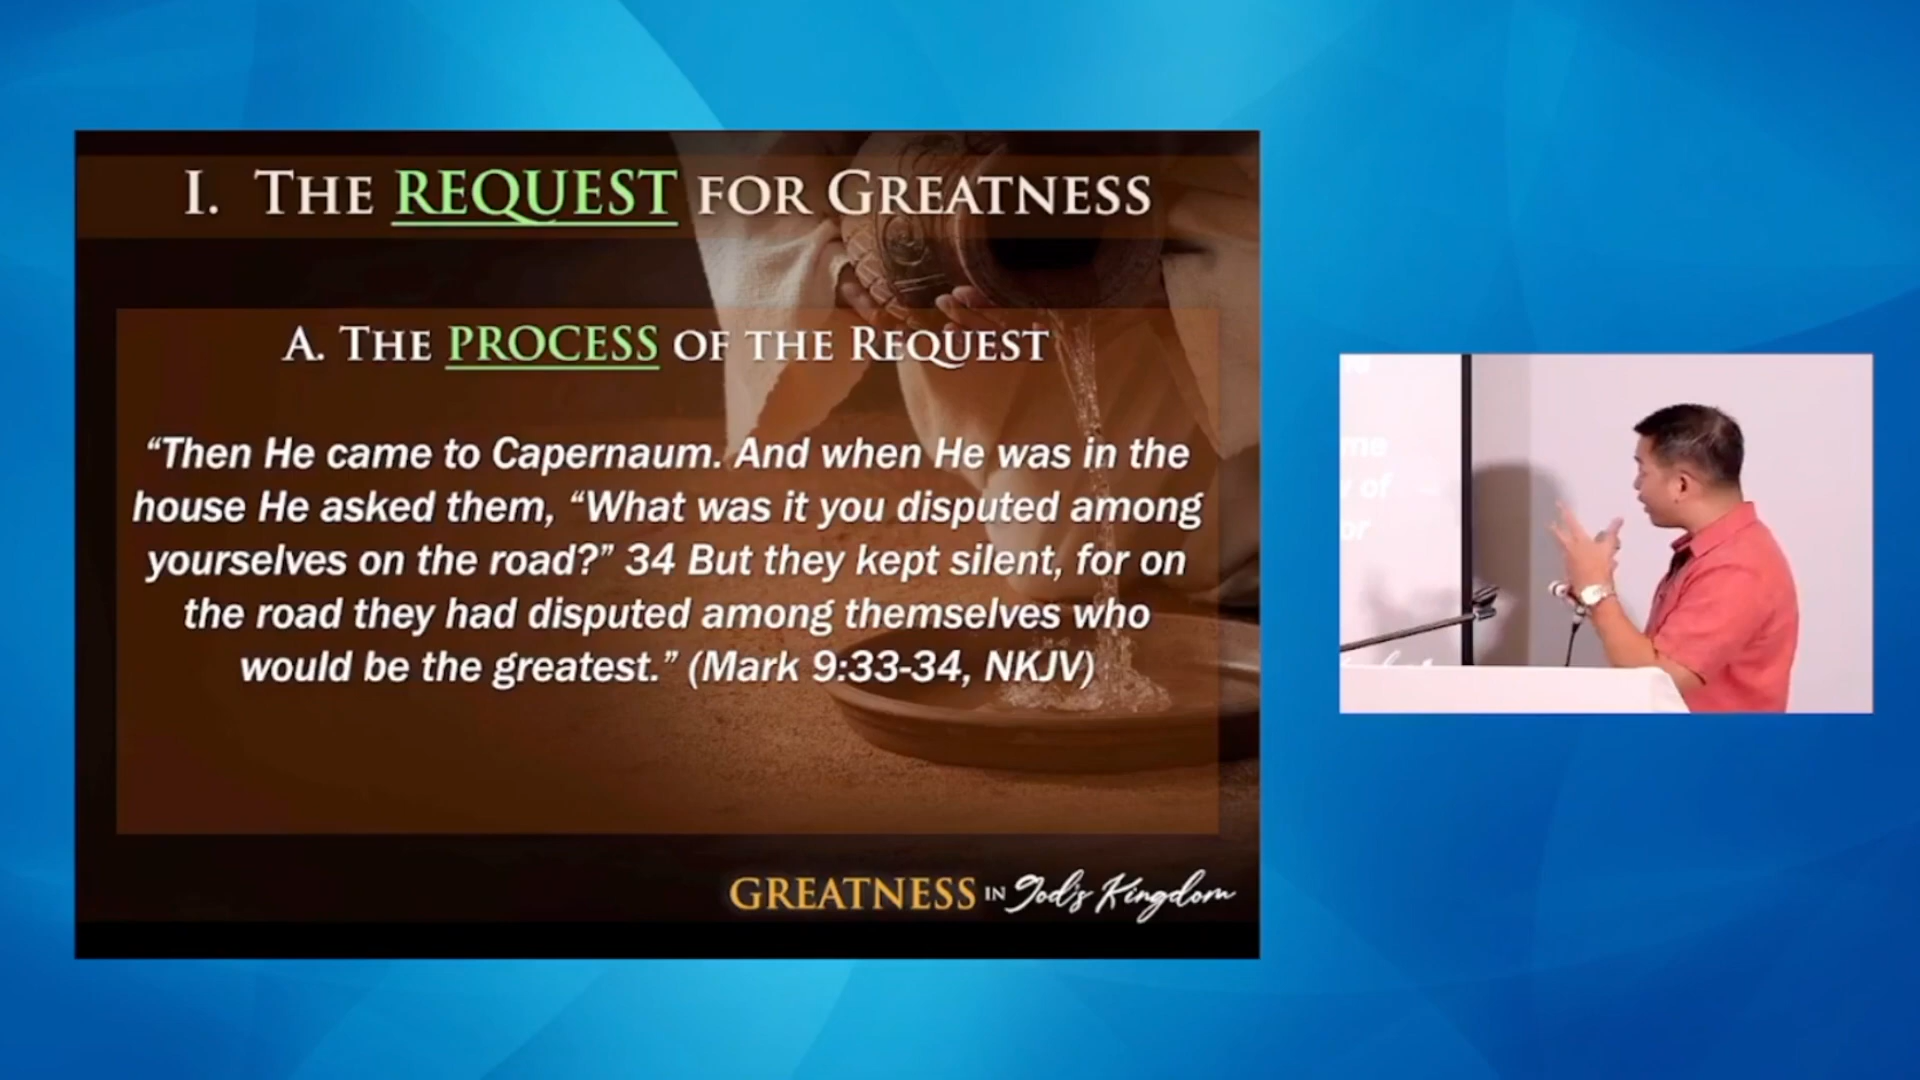 I. The REQUEST for Greatness
A. The PROCESS of the Request
“Then He came to Capernaum. And when He was in the
house He asked them, “What was it you disputed among
yourselves on the road?” 34 But they kept silent, for on
the road they had disputed among themselves who
would be the greatest.” (Mark 9:33-34, NKJV)
GREATNESS IN God's Kingdom
me
of
or